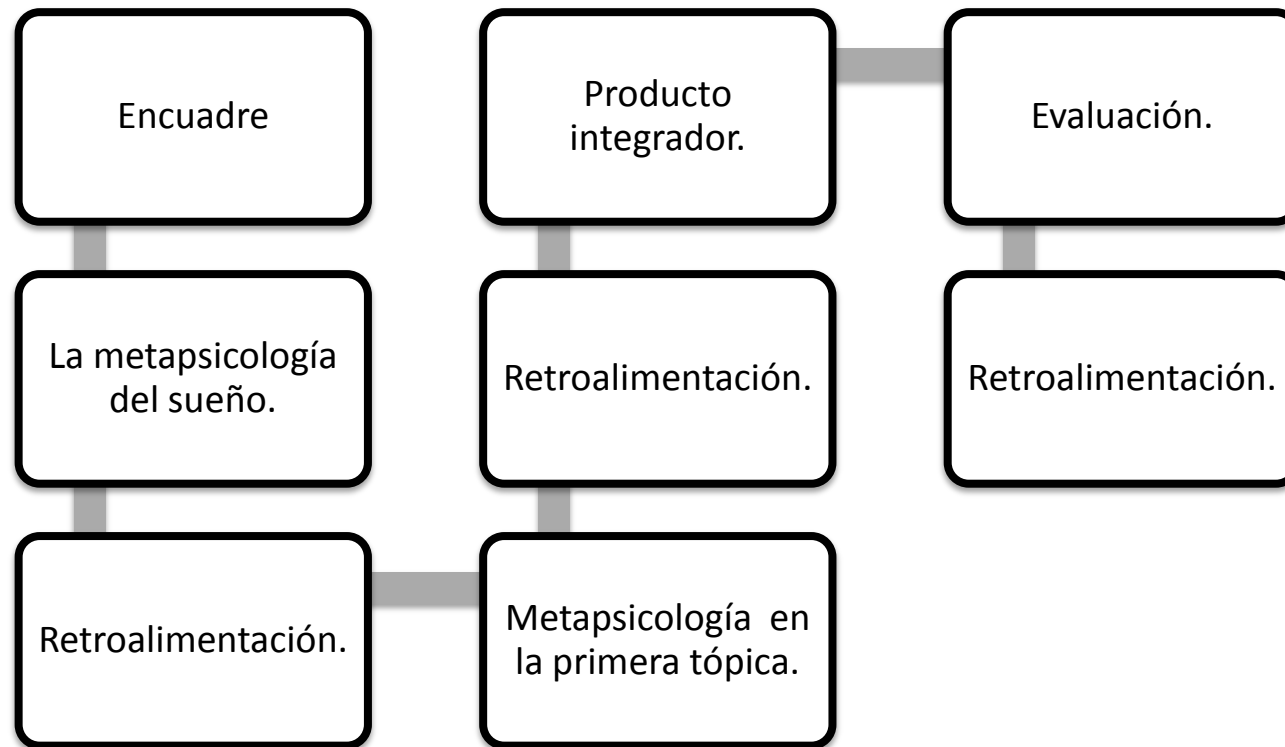 Encuadre
La metapsicología
del sueño.
Retroalimentación.
Metapsicología  en
la primera tópica.
Retroalimentación.
Producto
integrador.
Evaluación.
Retroalimentación.